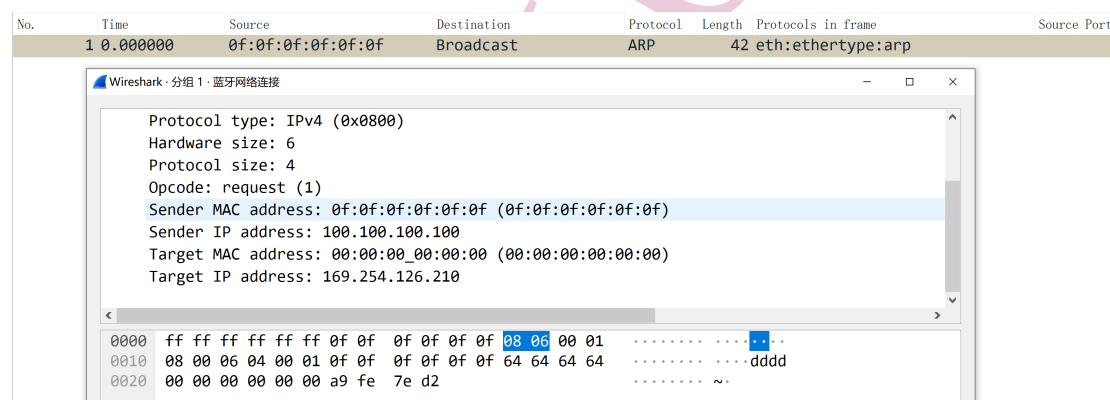 No. Time Source Destination Protocol Length Protocols in frame Source Port
1 0.000000 0f:0f:0f:0f:0f:0f Broadcast ARP 42 eth:ethertype:arp
Wireshark · 分组 1 · 蓝牙网络连接
Protocol type: IPv4 (0x0800)
Hardware size: 6
Protocol size: 4
Opcode: request (1)
Sender MAC address: 0f:0f:0f:0f:0f:0f (0f:0f:0f:0f:0f:0f)
Sender IP address: 100.100.100.100
Target MAC address: 00:00:00_00:00:00 (00:00:00:00:00:00)
Target IP address: 169.254.126.210
0000 ff ff ff ff ff ff 0f 0f 0f 0f 0f 0f 08 06 00 01 ········ ········
0010 08 00 06 04 00 01 0f 0f 0f 0f 0f 0f 64 64 64 64 ········ ····dddd
0020 00 00 00 00 00 00 a9 fe 7e d2 ········ ~·